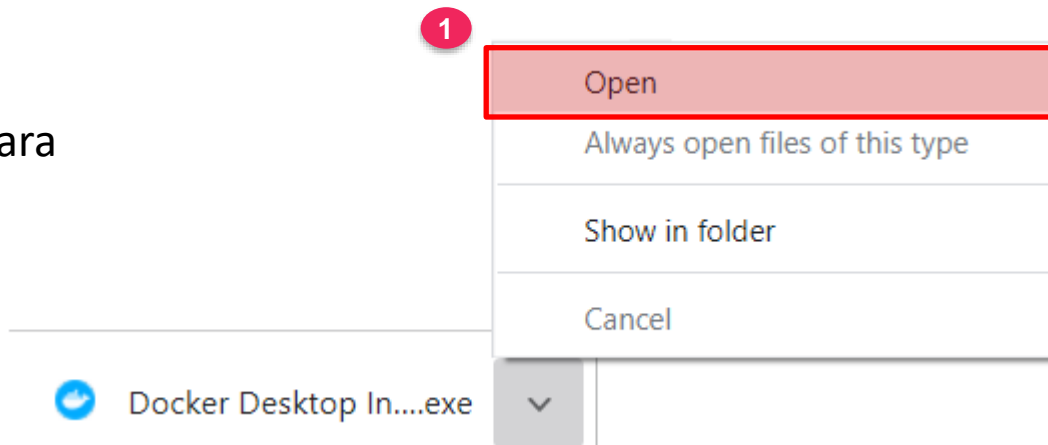 1
Open
ara
Always open files of this type
Show in folder
Cancel
Docker Desktop In....exe